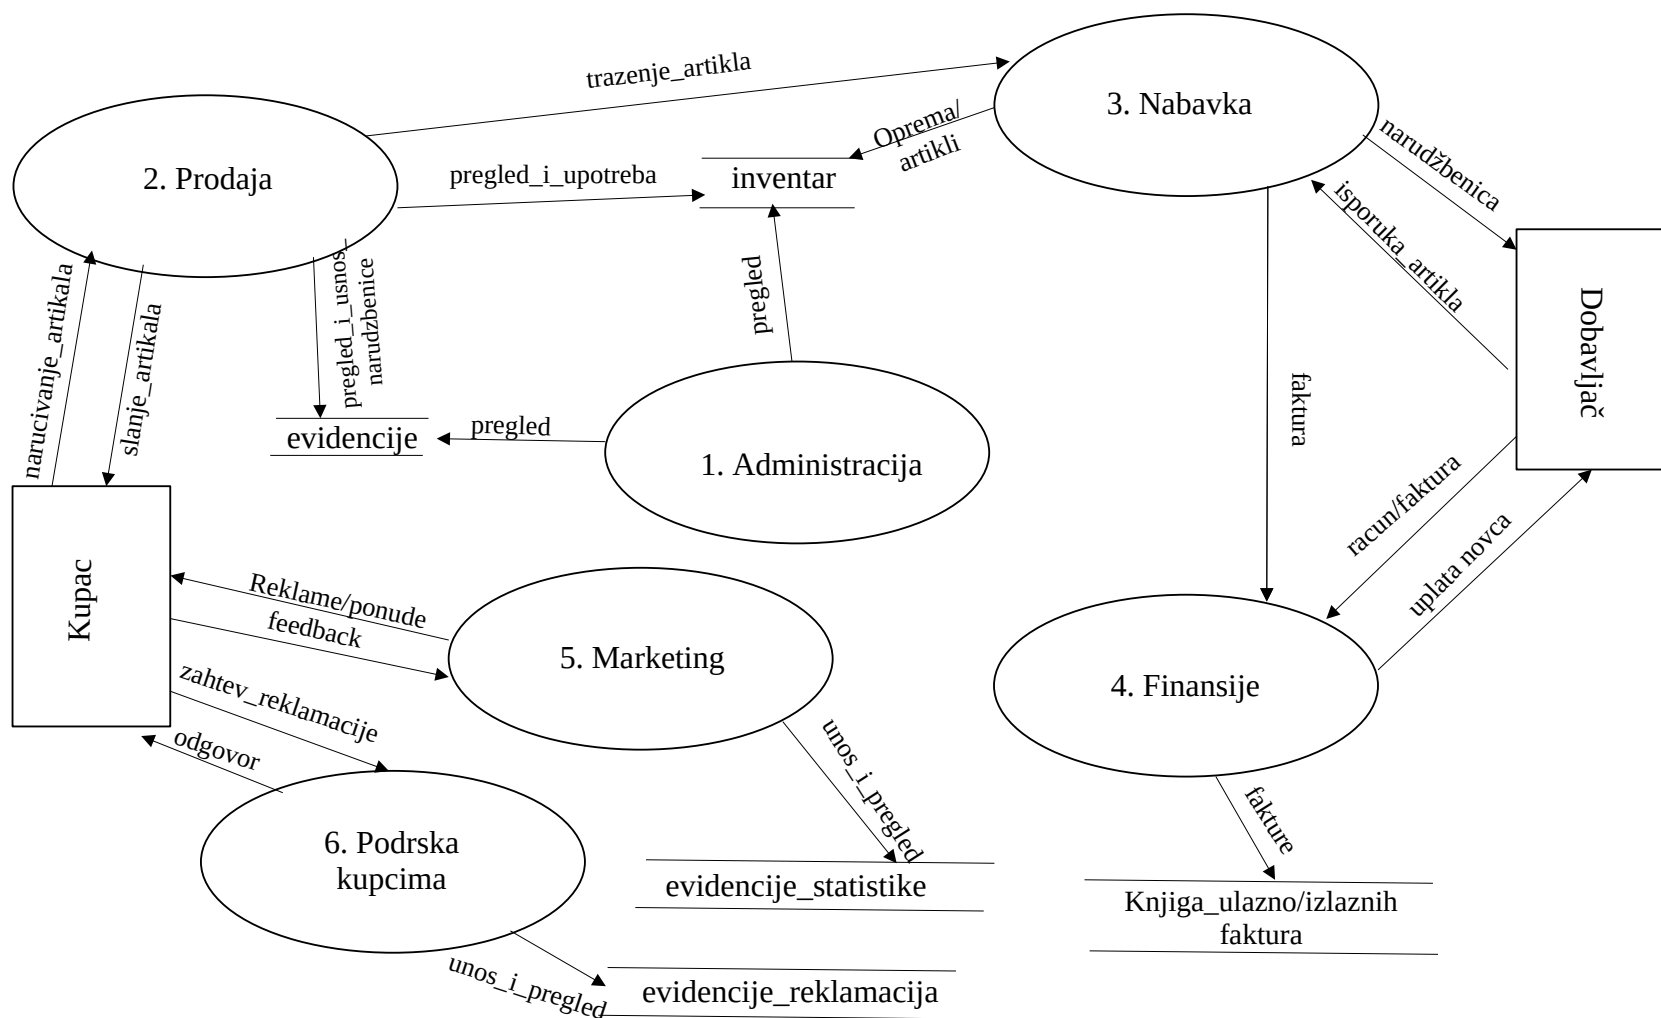 trazenje_artikla
3. Nabavka
Oprema/
artikli
narudžbenica
2. Prodaja
pregled_i_upotreba
inventar
isporuka_artikla
narucivanje_artikala
slanje_artikala
pregled_i_usnos/
narudzbenice
pregled
Dobavljač
faktura
evidencije
pregled
1. Administracija
racun/faktura
uplata novca
Kupac
Reklame/ponude
feedback
5. Marketing
4. Finansije
zahtev_reklamacije
odgovor
unos_i_pregled
fakture
6. Podrska
kupcima
evidencije_statistike
Knjiga_ulazno/izlaznih
faktura
unos_i_pregled
evidencije_reklamacija